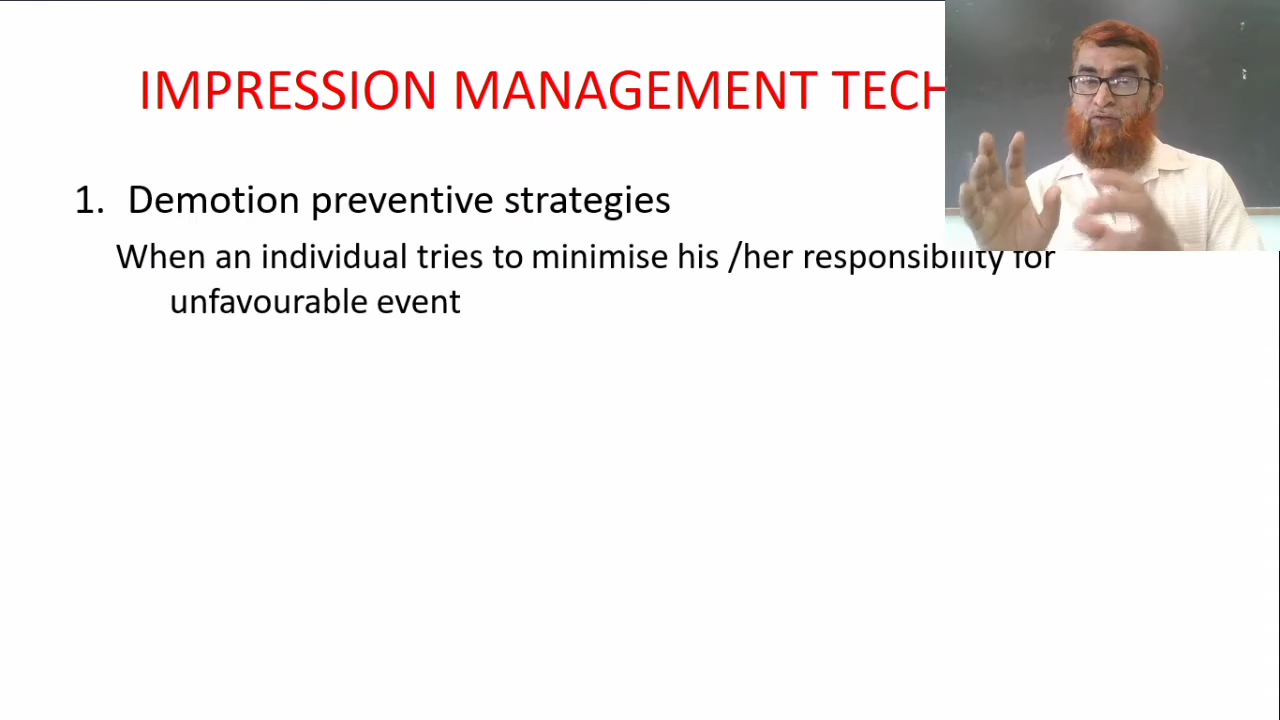 IMPRESSION MANAGEMENT TECH
1. Demotion preventive strategies
When an individual tries to minimise his /her responsibility for
unfavourable event